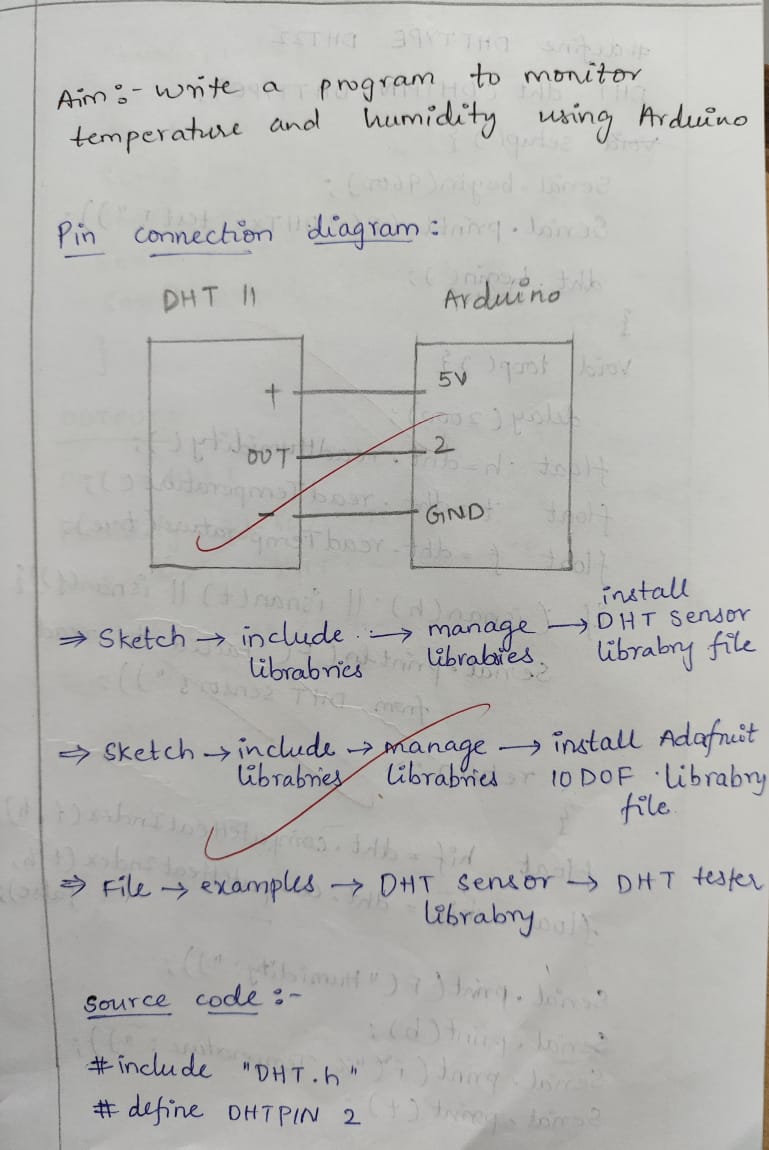 Aim :- write a program to monitor
temperature and humidity using Arduino
Pin connection diagram :
DHT 11 Arduino
+ 5V
OUT 2
- GND
install
⇒ Sketch → include → manage → DHT sensor
librabries librabries. librabry file
⇒ Sketch → include → manage → install Adafruit
librabries librabries 10 DOF librabry
file.
⇒ File → examples → DHT sensor → DHT tester
librabry
source code :-
#include "DHT.h"
# define DHTPIN 2